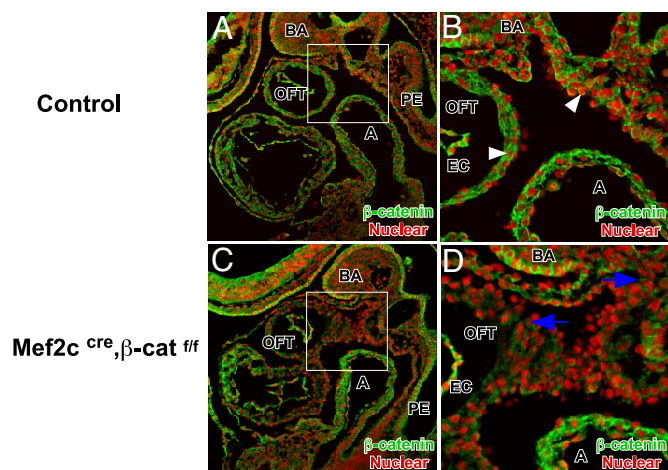 Control
A
BA
OFT
PE
A
β-catenin
Nuclear
B
BA
OFT
EC
A
β-catenin
Nuclear
Mef2c cre,β-cat f/f
C
BA
OFT
A
PE
β-catenin
Nuclear
D
BA
OFT
EC
A
β-catenin
Nuclear